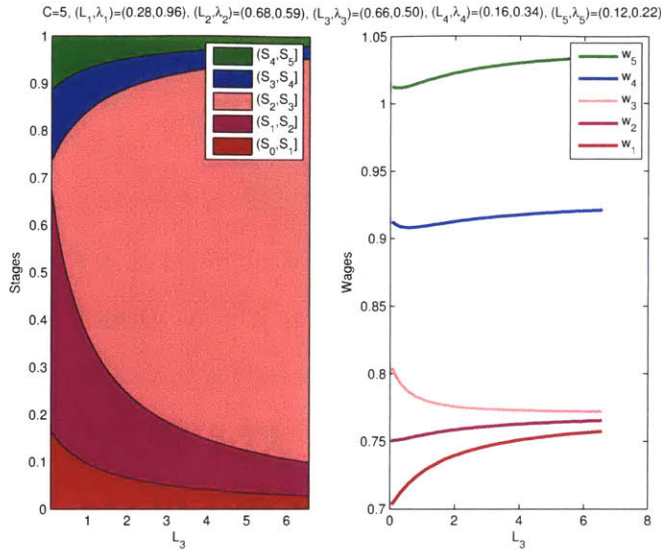 C=5, (L₁,λ₁)=(0.28,0.96), (L₂,λ₂)=(0.68,0.59), (L₃,λ₃)=(0.66,0.50), (L₄,λ₄)=(0.16,0.34), (L₅,λ₅)=(0.12,0.22)
1
0.9
0.8
0.7
0.6
0.5
0.4
0.3
0.2
0.1
0
Stages
1 2 3 4 5 6
L₃
(S₄,S₅]
(S₃,S₄]
(S₂,S₃]
(S₁,S₂]
(S₀,S₁]
1.05
1
0.95
0.9
0.85
0.8
0.75
0.7
Wages
0 2 4 6 8
L₃
w₅
w₄
w₃
w₂
w₁